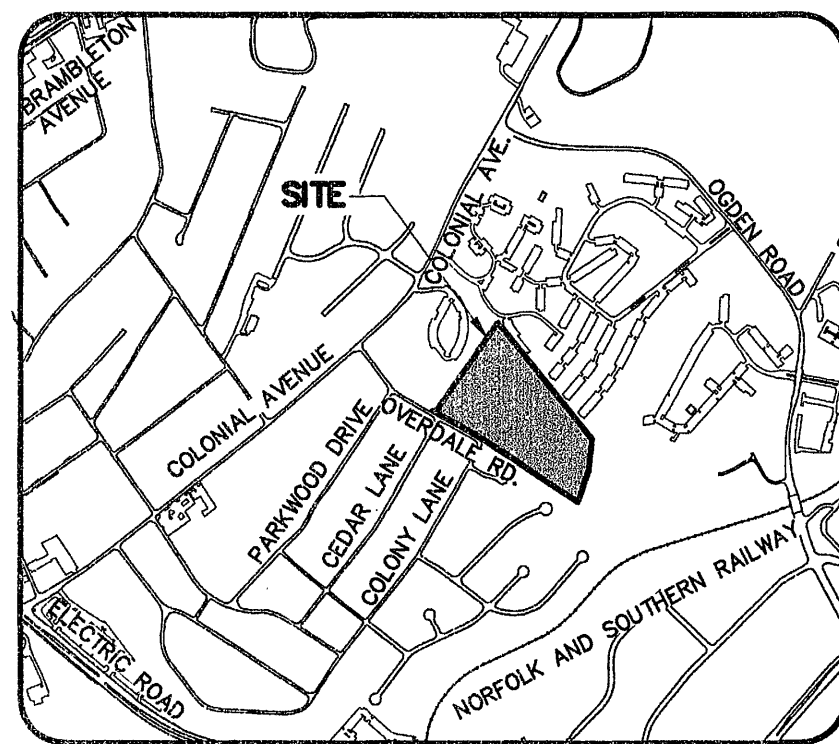 BRAMBLETON
AVENUE
SITE
COLONIAL AVE.
OGDEN ROAD
COLONIAL AVENUE
OVERDALE RD.
PARKWOOD DRIVE
CEDAR LANE
COLONY LANE
ELECTRIC ROAD
NORFOLK AND SOUTHERN RAILWAY